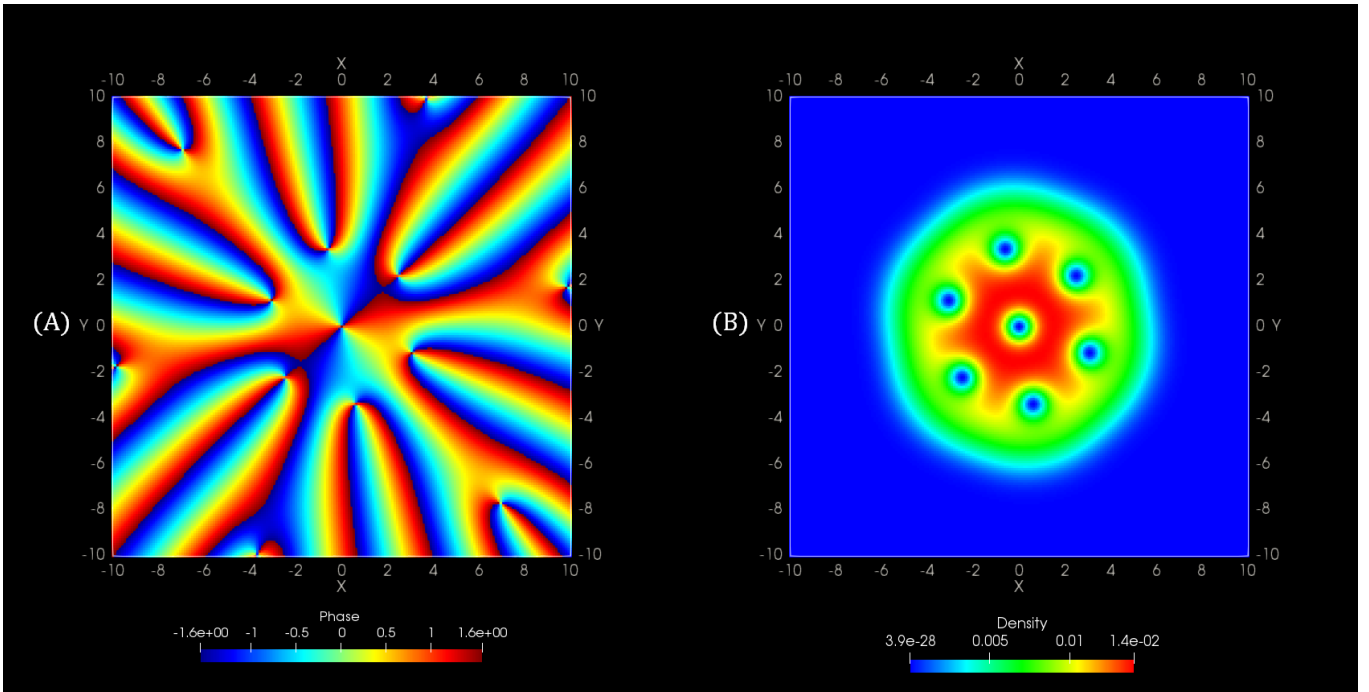 X X
-10 -8 -6 -4 -2 0 2 4 6 8 10 -10 -8 -6 -4 -2 0 2 4 6 8 10
10 10 10 10
8 8 8 8
6 6 6 6
4 4 4 4
2 2 2 2
(A) Y 0 0 Y (B) Y 0 0 Y
-2 -2 -2 -2
-4 -4 -4 -4
-6 -6 -6 -6
-8 -8 -8 -8
-10 -10 -10 -10
-10 -8 -6 -4 -2 0 2 4 6 8 10 -10 -8 -6 -4 -2 0 2 4 6 8 10
X X
Phase
-1.6e+00 -1 -0.5 0 0.5 1 1.6e+00
Density
3.9e-28 0.005 0.01 1.4e-02